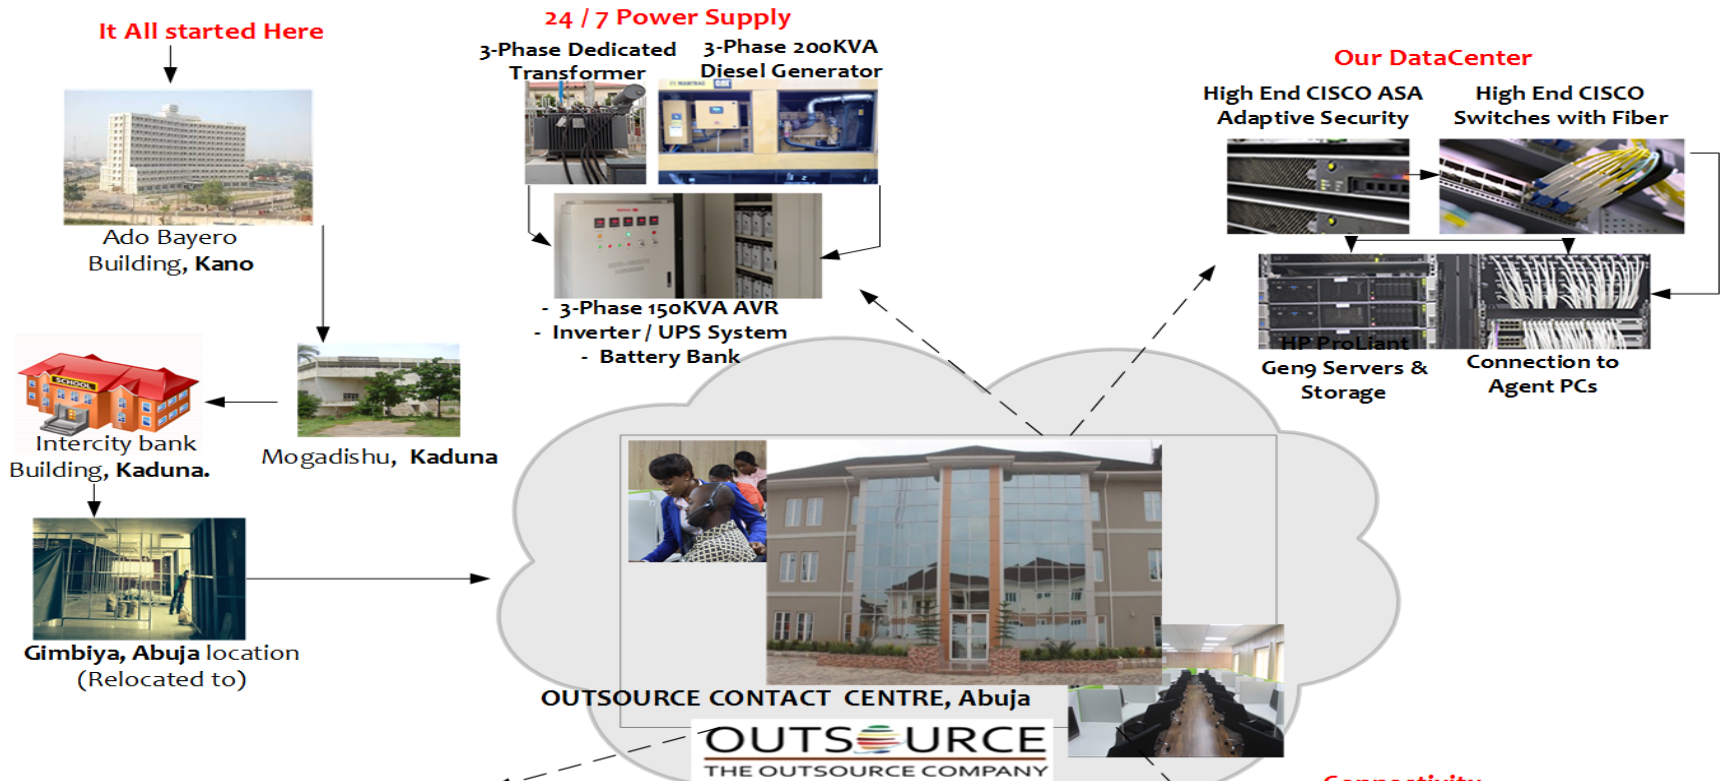 It All started Here
Ado Bayero
Building, Kano
Mogadishu, Kaduna
SCHOOL
Intercity bank
Building, Kaduna.
Gimbiya, Abuja location
(Relocated to)
24 / 7 Power Supply
3-Phase Dedicated
Transformer
3-Phase 200KVA
Diesel Generator
- 3-Phase 150KVA AVR
- Inverter / UPS System
- Battery Bank
Our DataCenter
High End CISCO ASA
Adaptive Security
High End CISCO
Switches with Fiber
HP ProLiant
Gen9 Servers &
Storage
Connection to
Agent PCs
OUTSOURCE CONTACT CENTRE, Abuja
OUTSOURCE
THE OUTSOURCE COMPANY
Connectivity